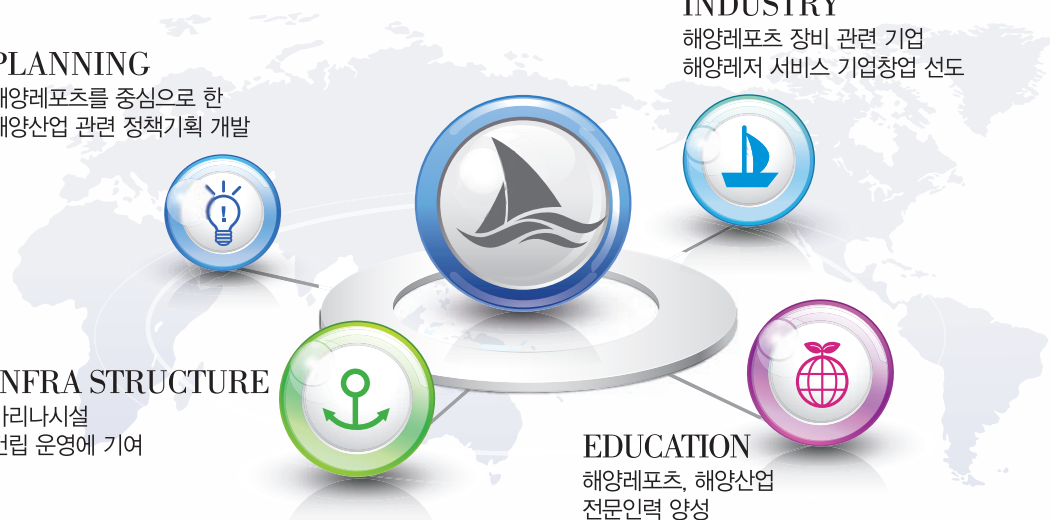 PLANNING
해양레포츠를 중심으로 한
해양산업 관련 정책기획 개발
INDUSTRY
해양레포츠 장비 관련 기업
해양레저 서비스 기업창업 선도
INFRA STRUCTURE
마리나시설
건립 운영에 기여
EDUCATION
해양레포츠, 해양산업
전문인력 양성